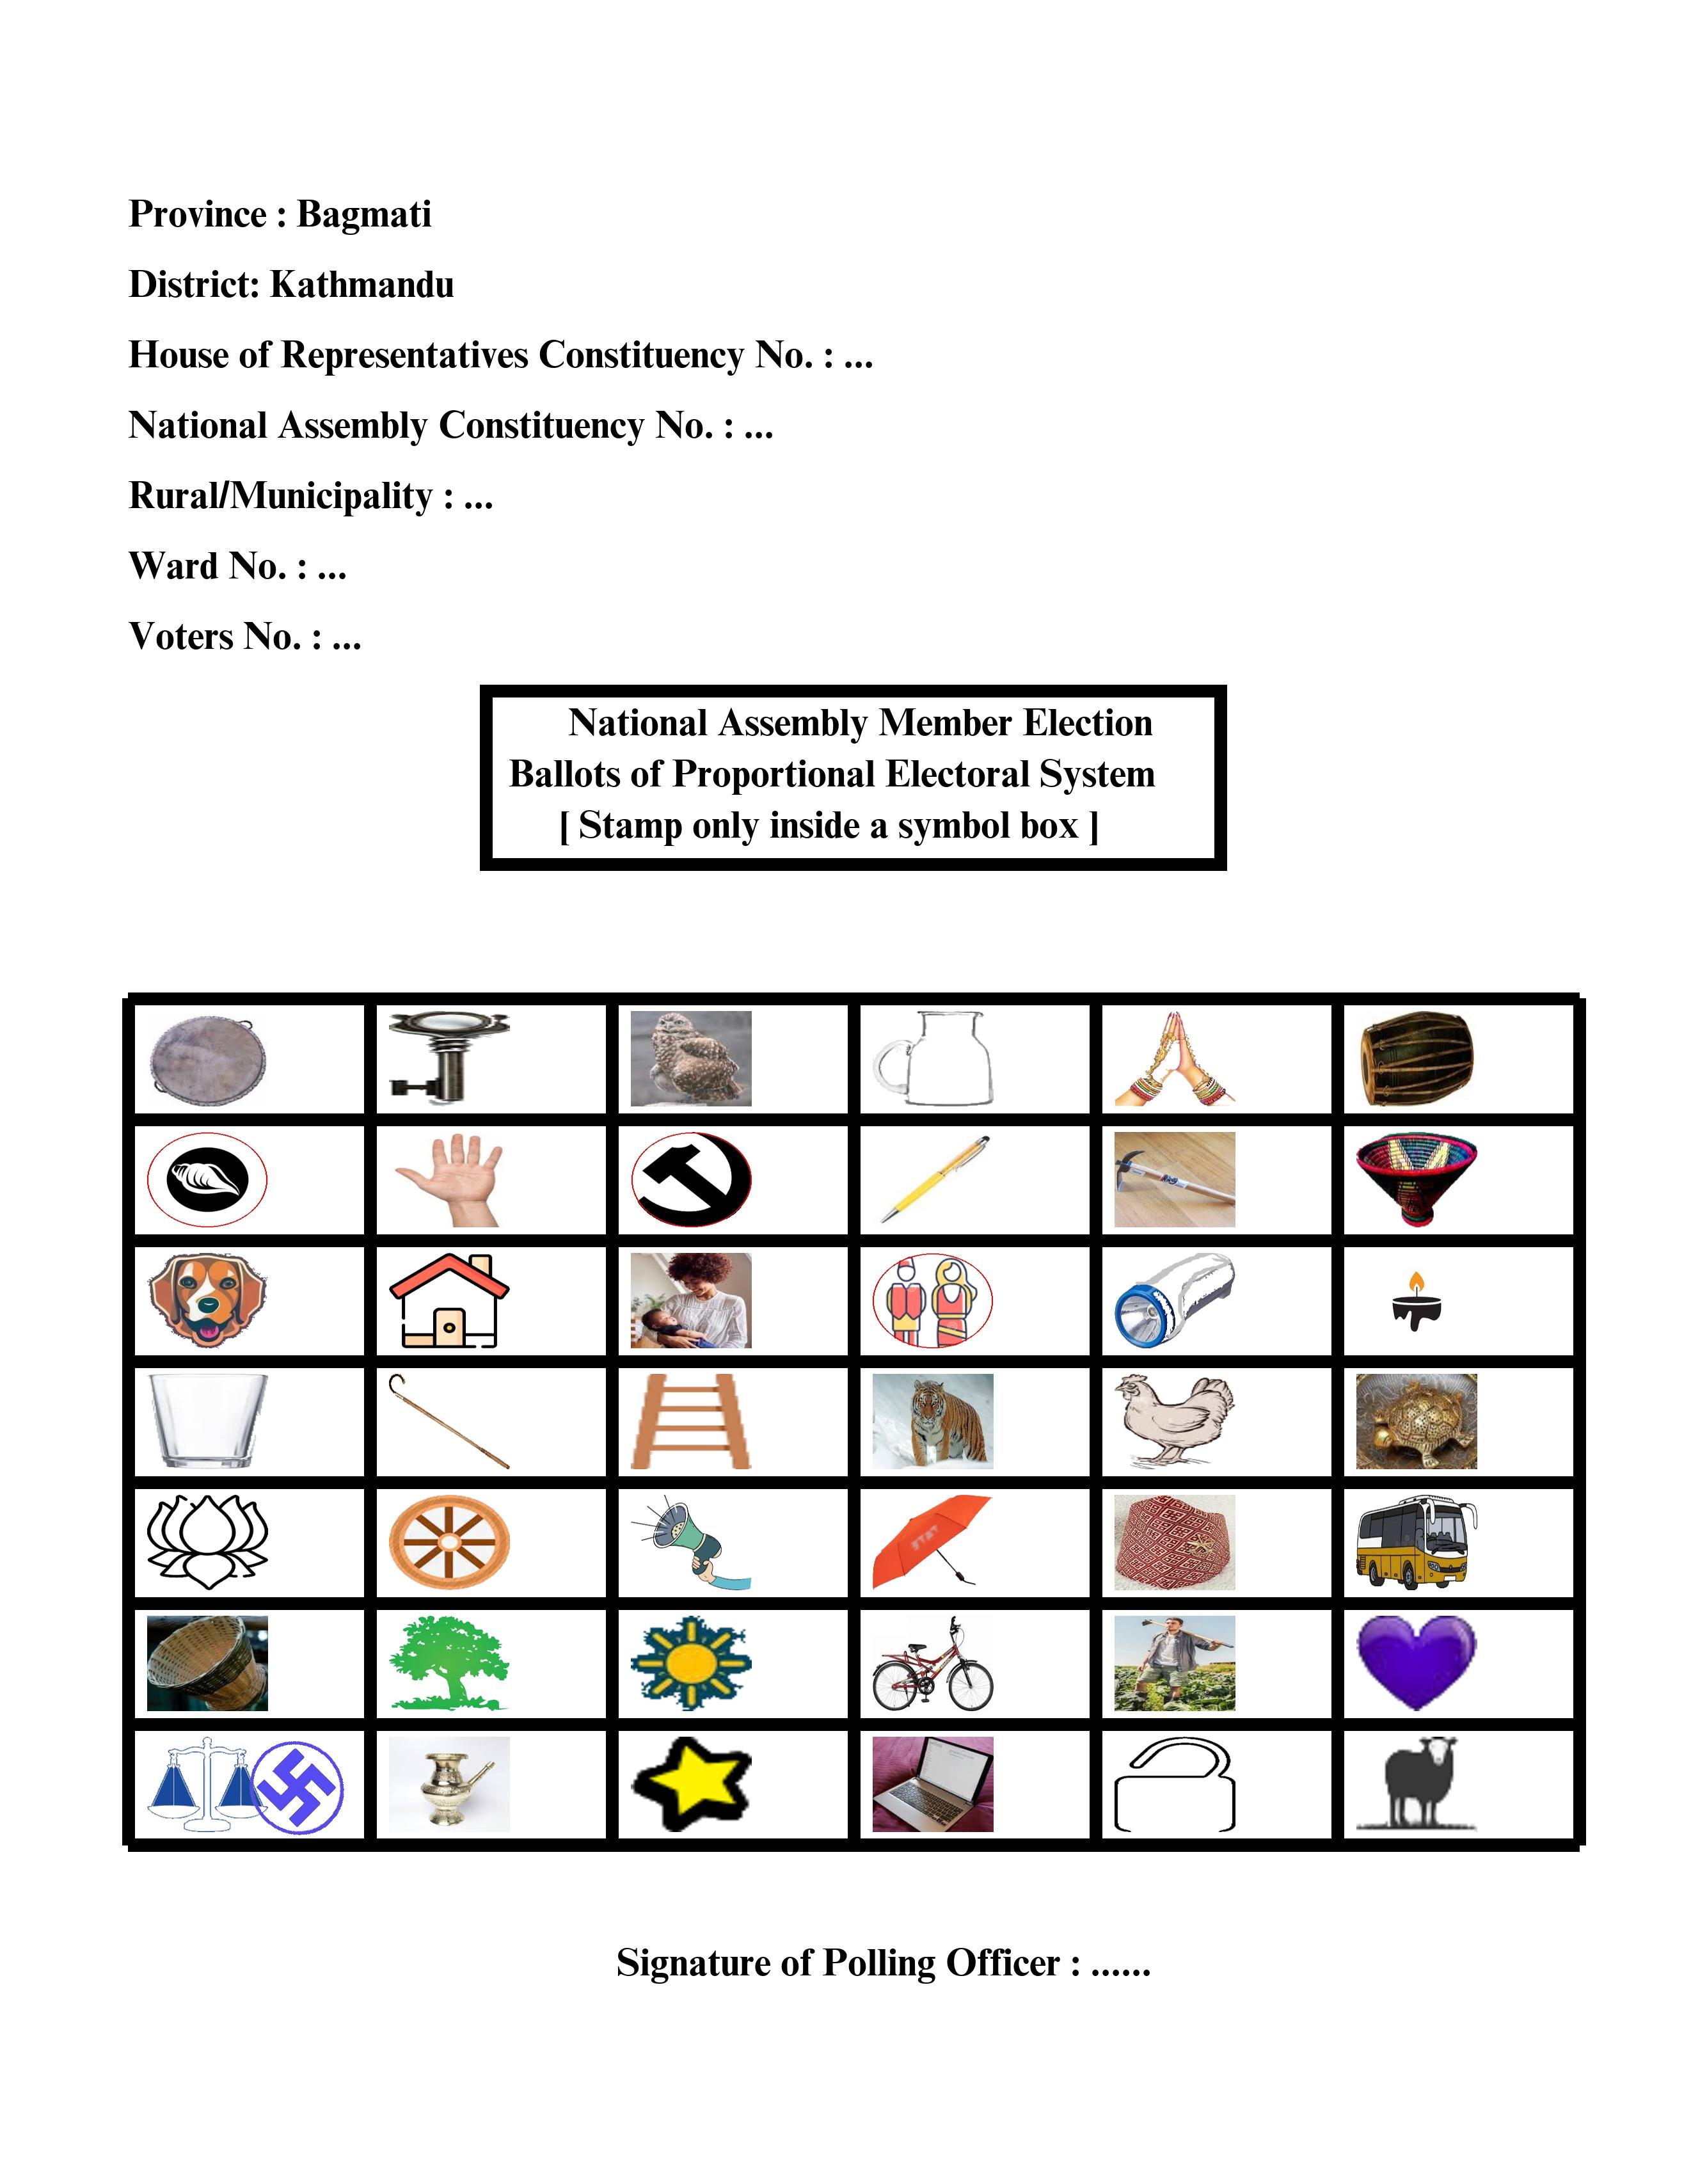 Province : Bagmati
District: Kathmandu
House of Representatives Constituency No. : ...
National Assembly Constituency No. : ...
Rural/Municipality : ...
Ward No. : ...
Voters No. : ...
National Assembly Member Election
Ballots of Proportional Electoral System
[ Stamp only inside a symbol box ]
Signature of Polling Officer : ......